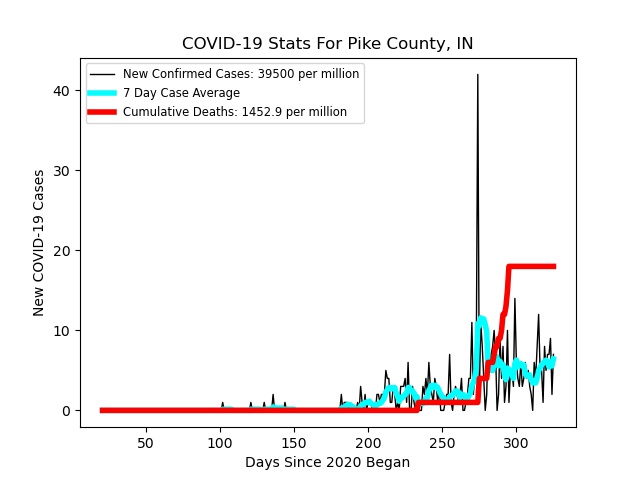 COVID-19 Stats For Pike County, IN
New Confirmed Cases: 39500 per million
7 Day Case Average
Cumulative Deaths: 1452.9 per million
New COVID-19 Cases
40
30
20
10
0
50 100 150 200 250 300
Days Since 2020 Began